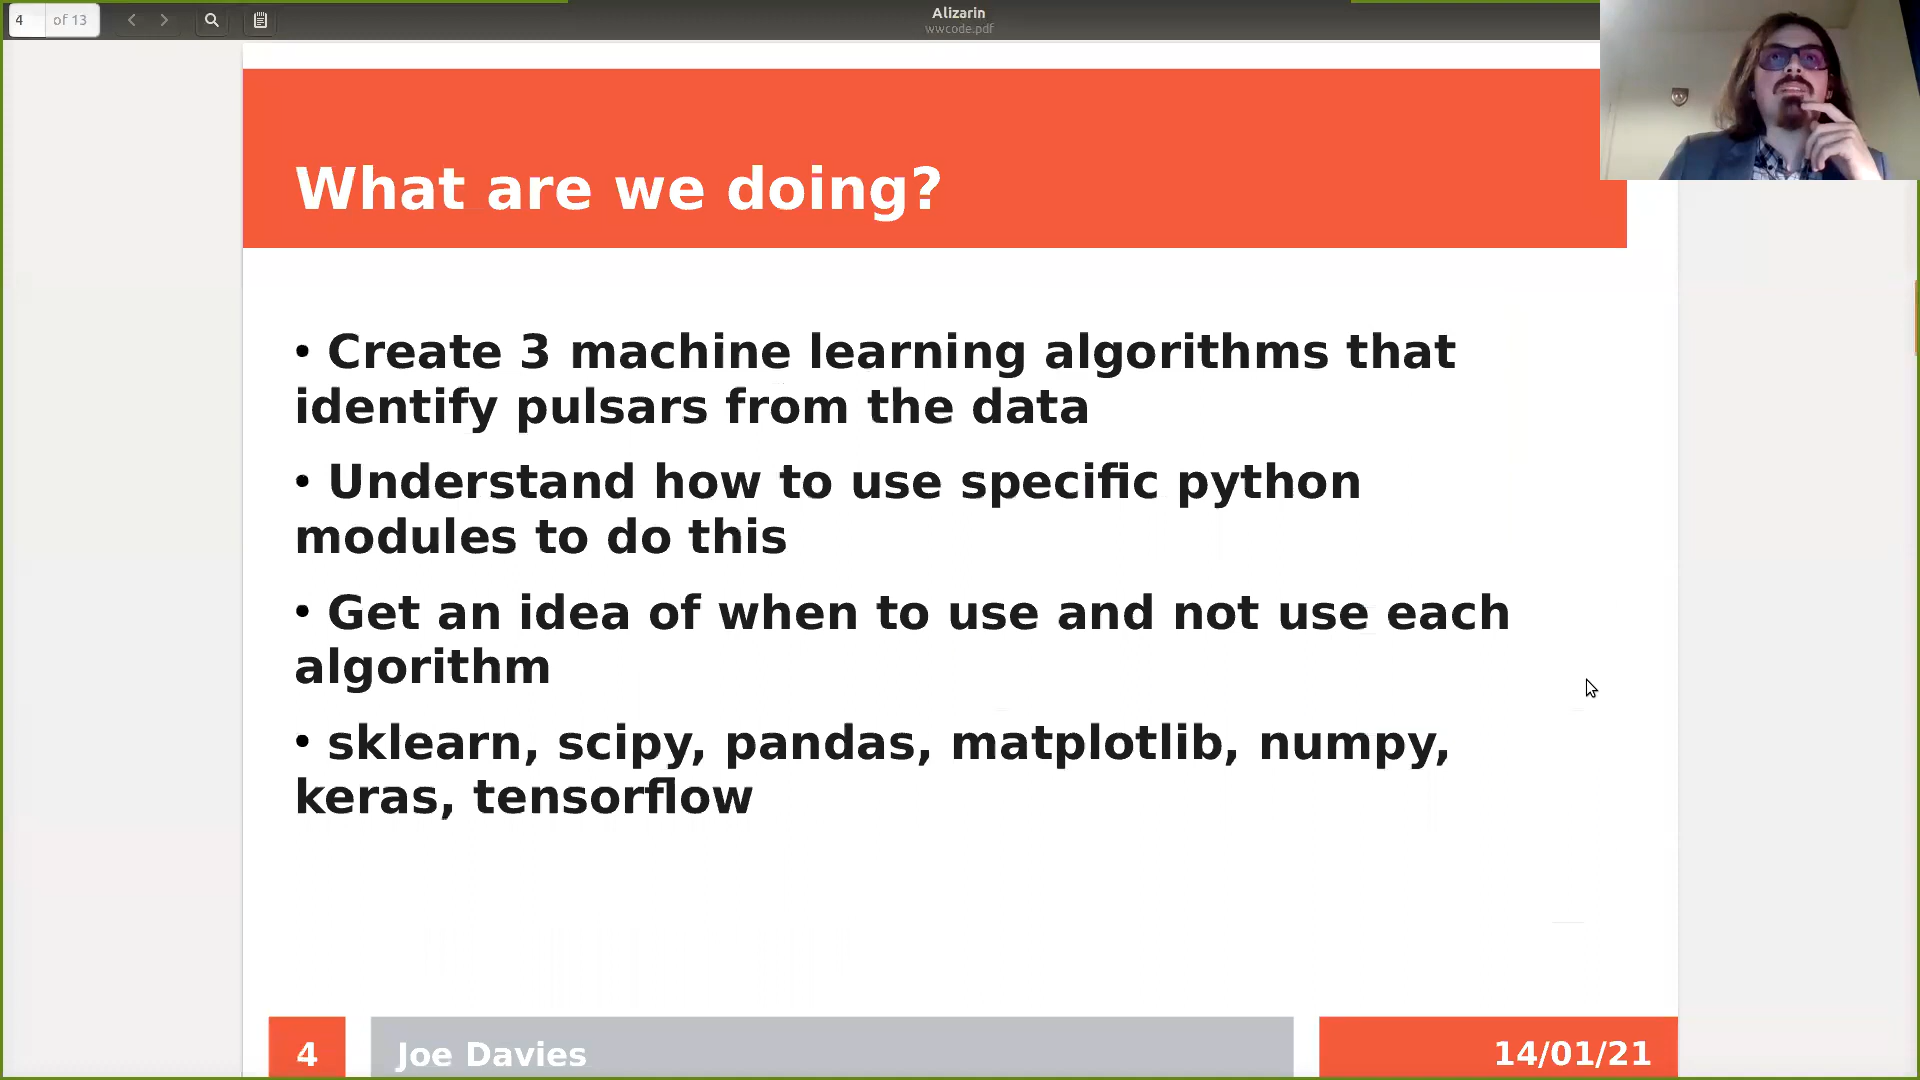 4 of 13
Alizarin
wwcode.pdf
What are we doing?
• Create 3 machine learning algorithms that
identify pulsars from the data
• Understand how to use specific python
modules to do this
• Get an idea of when to use and not use each
algorithm
• sklearn, scipy, pandas, matplotlib, numpy,
keras, tensorflow
4 Joe Davies 14/01/21